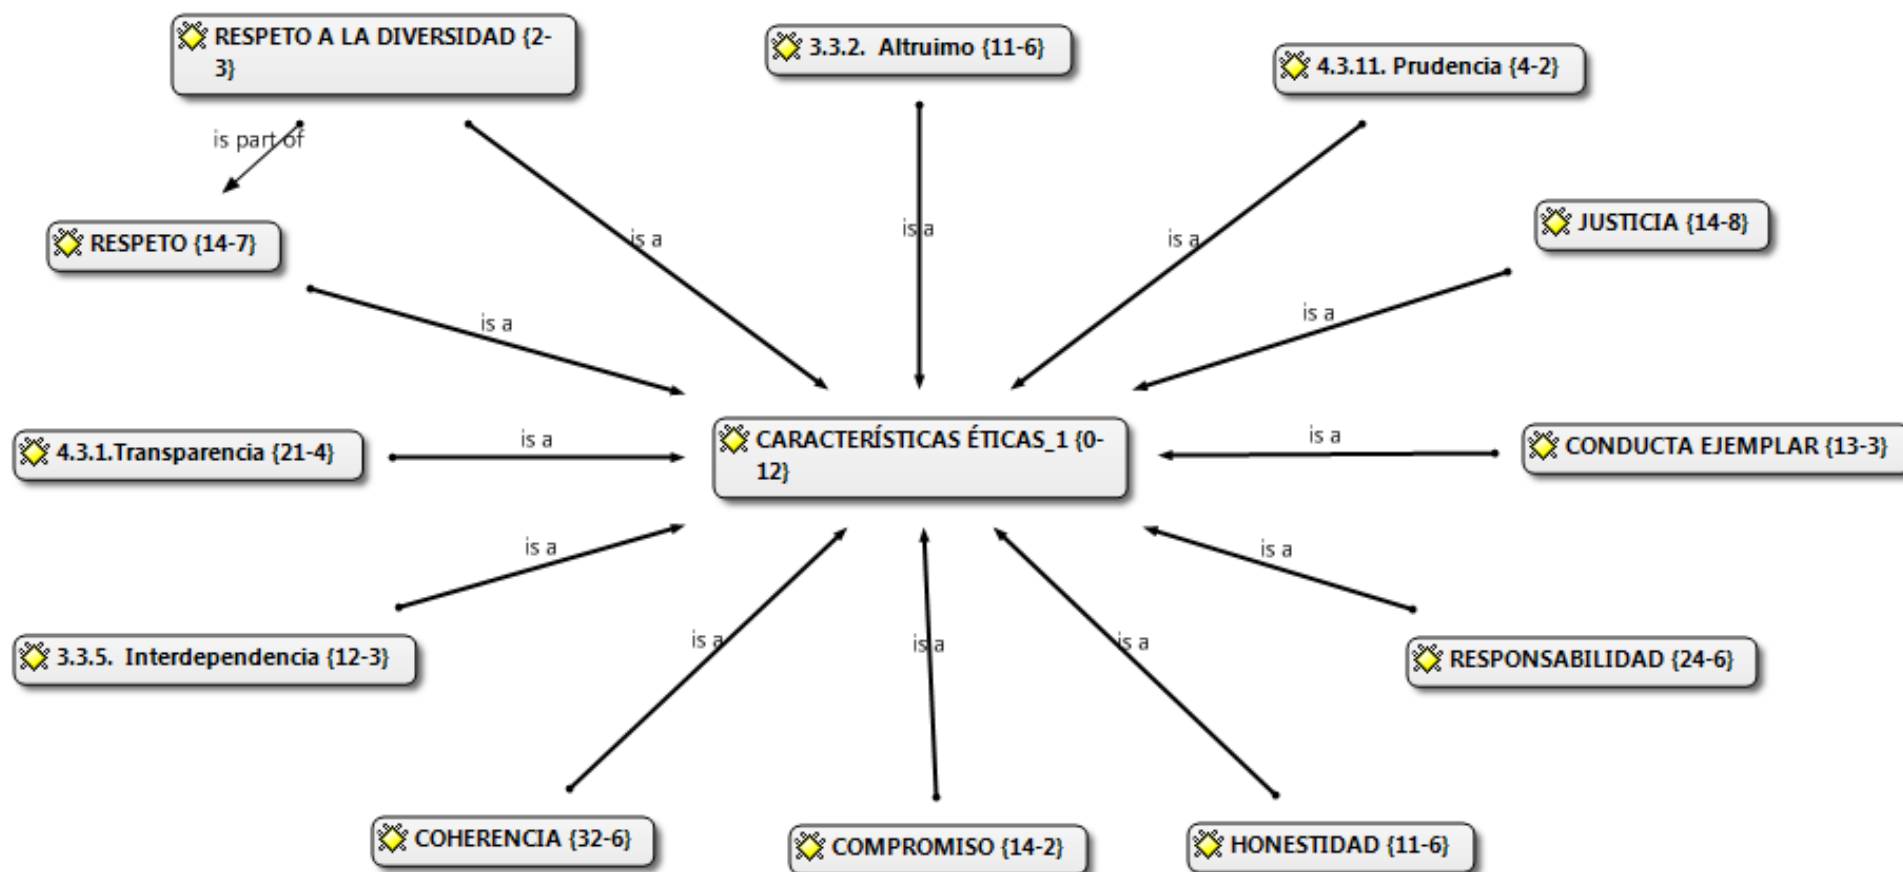 RESPETO A LA DIVERSIDAD {2-
3}
3.3.2.  Altruimo {11-6}
4.3.11. Prudencia {4-2}
is part of
RESPETO {14-7}
JUSTICIA {14-8}
is a
is a
is a
is a
is a
4.3.1.Transparencia {21-4}
is a
CARACTERÍSTICAS ÉTICAS_1 {0-
12}
is a
CONDUCTA EJEMPLAR {13-3}
is a
is a
3.3.5.  Interdependencia {12-3}
is a
is a
is a
RESPONSABILIDAD {24-6}
COHERENCIA {32-6}
COMPROMISO {14-2}
HONESTIDAD {11-6}